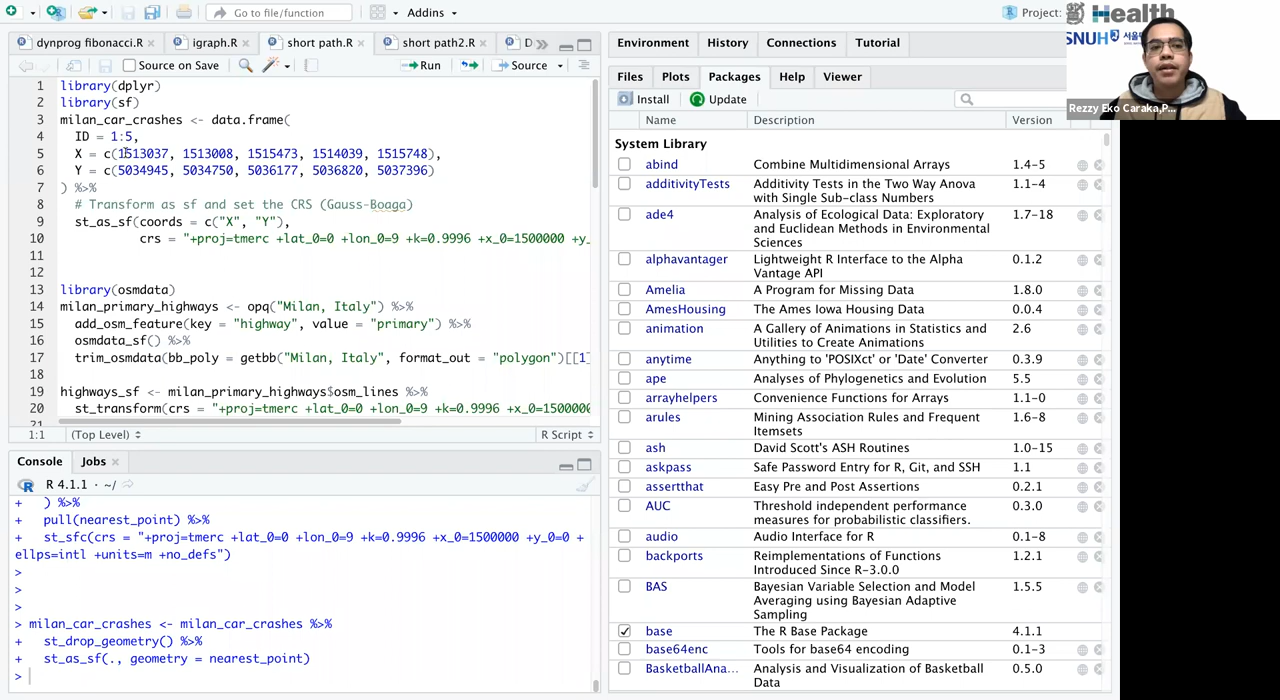 Go to file/function
Addins
Project:
Health
SNUH
Rezzy Eko Caraka,P...
dynprog fibonacci.R
igraph.R
short path.R
short path2.R
D
Source on Save
Run
Source
1 library(dplyr)
2 library(sf)
3 milan_car_crashes <- data.frame(
4 ID = 1:5,
5 X = c(1513037, 1513008, 1515473, 1514039, 1515748),
6 Y = c(5034945, 5034750, 5036177, 5036820, 5037396)
7 ) %>%
8 # Transform as sf and set the CRS (Gauss-Boaga)
9 st_as_sf(coords = c("X", "Y"),
10 crs = "+proj=tmerc +lat_0=0 +lon_0=9 +k=0.9996 +x_0=1500000 +y_
11
12
13 library(osmdata)
14 milan_primary_highways <- opq("Milan, Italy") %>%
15 add_osm_feature(key = "highway", value = "primary") %>%
16 osmdata_sf() %>%
17 trim_osmdata(bb_poly = getbb("Milan, Italy", format_out = "polygon")[[1]
18
19 highways_sf <- milan_primary_highways$osm_lines %>%
20 st_transform(crs = "+proj=tmerc +lat_0=0 +lon_0=9 +k=0.9996 +x_0=1500000
21
1:1 (Top Level) R Script
Console Jobs
R 4.1.1 · ~/
+ ) %>%
+ pull(nearest_point) %>%
+ st_sfc(crs = "+proj=tmerc +lat_0=0 +lon_0=9 +k=0.9996 +x_0=1500000 +y_0=0 +
ellps=intl +units=m +no_defs")
>
>
>
> milan_car_crashes <- milan_car_crashes %>%
+ st_drop_geometry() %>%
+ st_as_sf(., geometry = nearest_point)
>
Environment History Connections Tutorial
Files Plots Packages Help Viewer
Install Update
Name Description Version
System Library
abind Combine Multidimensional Arrays 1.4-5
additivityTests Additivity Tests in the Two Way Anova 1.1-4
with Single Sub-class Numbers
ade4 Analysis of Ecological Data: Exploratory 1.7-18
and Euclidean Methods in Environmental
Sciences
alphavantager Lightweight R Interface to the Alpha 0.1.2
Vantage API
Amelia A Program for Missing Data 1.8.0
AmesHousing The Ames Iowa Housing Data 0.0.4
animation A Gallery of Animations in Statistics and 2.6
Utilities to Create Animations
anytime Anything to 'POSIXct' or 'Date' Converter 0.3.9
ape Analyses of Phylogenetics and Evolution 5.5
arrayhelpers Convenience Functions for Arrays 1.1-0
arules Mining Association Rules and Frequent 1.6-8
Itemsets
ash David Scott's ASH Routines 1.0-15
askpass Safe Password Entry for R, Git, and SSH 1.1
assertthat Easy Pre and Post Assertions 0.2.1
AUC Threshold independent performance 0.3.0
measures for probabilistic classifiers.
audio Audio Interface for R 0.1-8
backports Reimplementations of Functions 1.2.1
Introduced Since R-3.0.0
BAS Bayesian Variable Selection and Model 1.5.5
Averaging using Bayesian Adaptive
Sampling
base The R Base Package 4.1.1
base64enc Tools for base64 encoding 0.1-3
BasketballAna... Analysis and Visualization of Basketball 0.5.0
Data